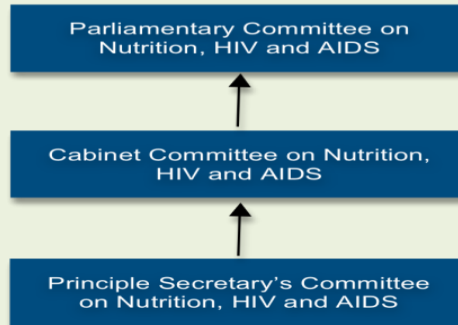 Parliamentary Committee on
Nutrition, HIV and AIDS
Cabinet Committee on Nutrition,
HIV and AIDS
Principle Secretary's Committee
on Nutrition, HIV and AIDS